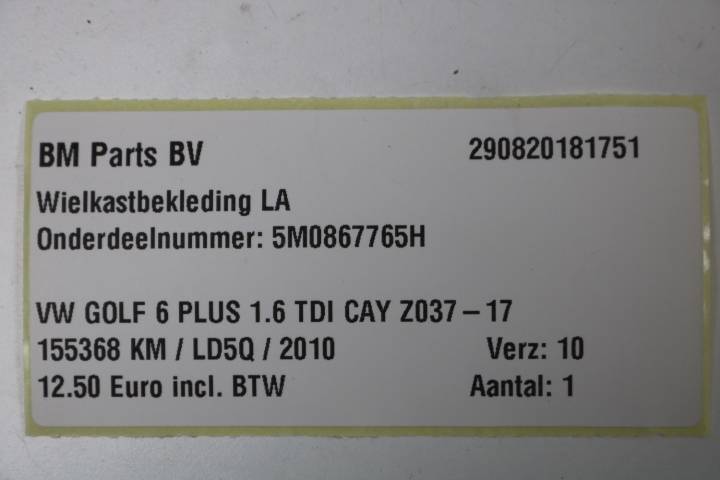 BM Parts BV 290820181751
Wielkastbekleding LA
Onderdeelnummer: 5M0867765H
VW GOLF 6 PLUS 1.6 TDI CAY Z037 – 17
155368 KM / LD5Q / 2010 Verz: 10
12.50 Euro incl. BTW Aantal: 1